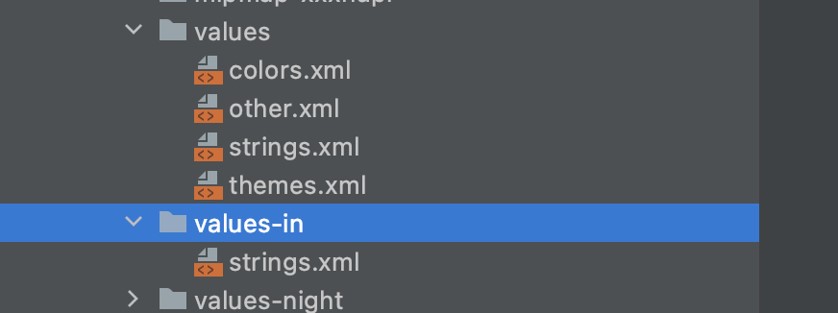 values
colors.xml
other.xml
strings.xml
themes.xml
values-in
strings.xml
values-night